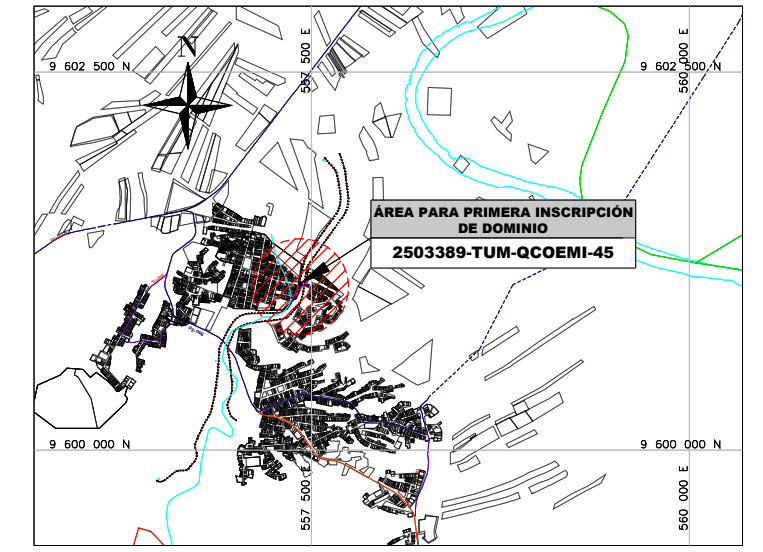 N
9 602 500 N
557 500 E
9 602 500 N
560 000 E
ÁREA PARA PRIMERA INSCRIPCIÓN
DE DOMINIO
2503389-TUM-QCOEMI-45
9 600 000 N
557 500 E
9 600 000 N
560 000 E